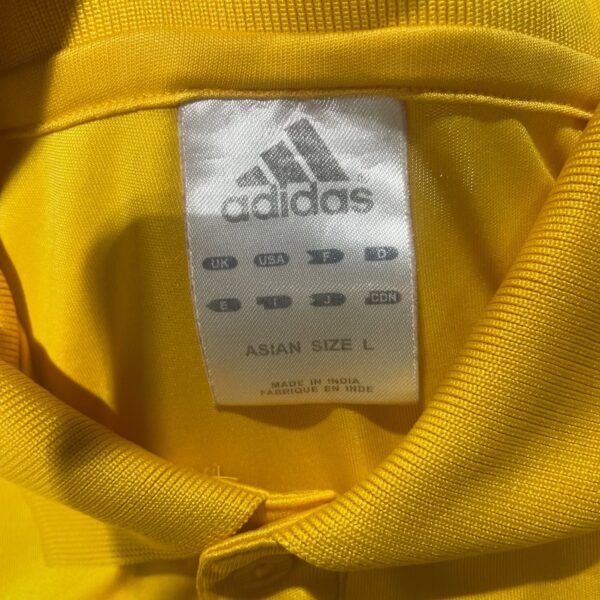 adidas
UK USA F D
E I J CDN
ASIAN SIZE L
MADE IN INDIA
FABRIQUE EN INDE